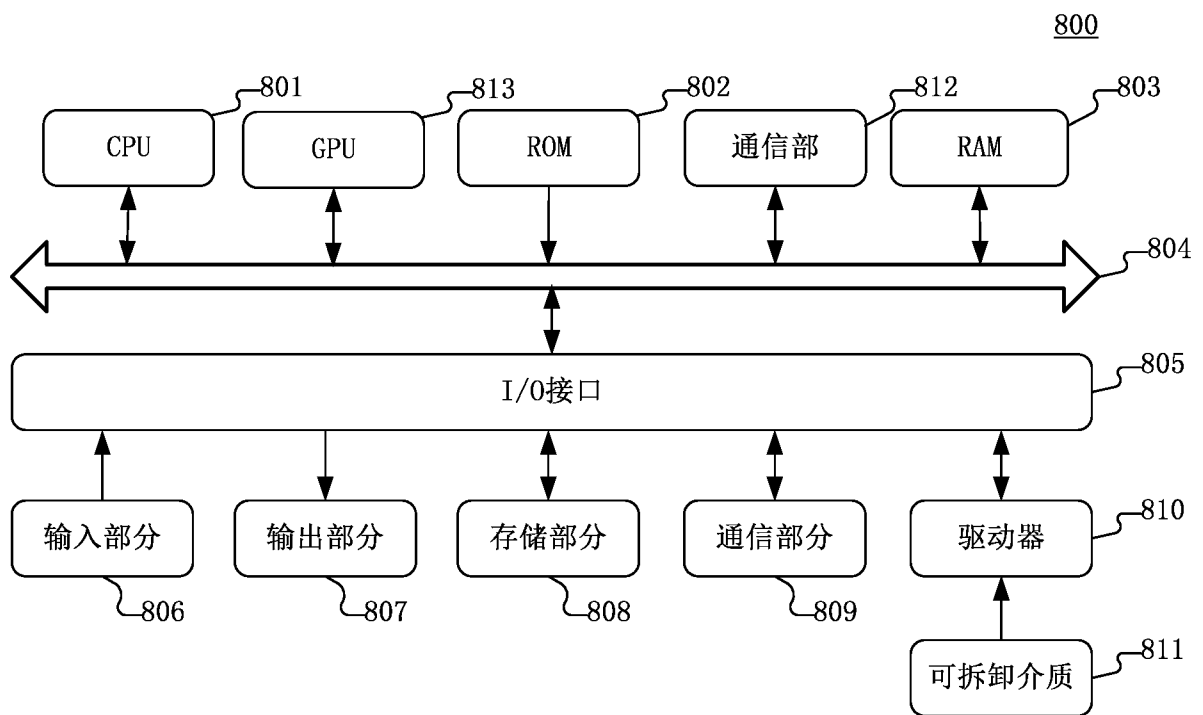 800
801
813
802
812
803
CPU
GPU
ROM
通信部
RAM
804
I/O接口
805
输入部分
输出部分
存储部分
通信部分
驱动器
810
806
807
808
809
可拆卸介质
811